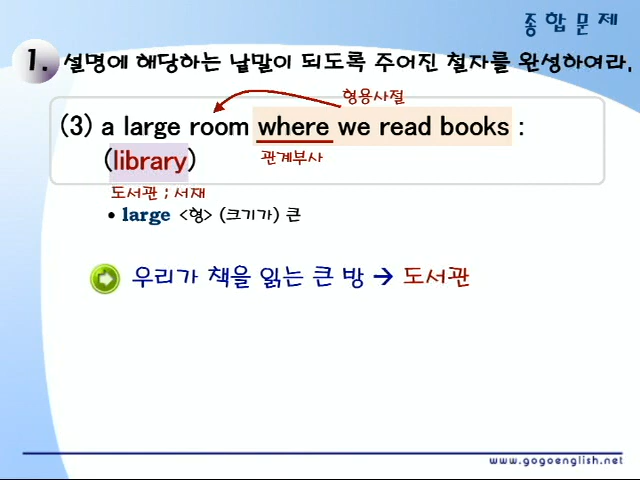 종합문제
1. 설명에 해당하는 낱말이 되도록 주어진 철자를 완성하여라.
형용사절
(3) a large room where we read books :
관계부사
(library)
도서관 ; 서재
• large <형> (크기가) 큰
우리가 책을 읽는 큰 방 → 도서관
www.gogoenglish.net